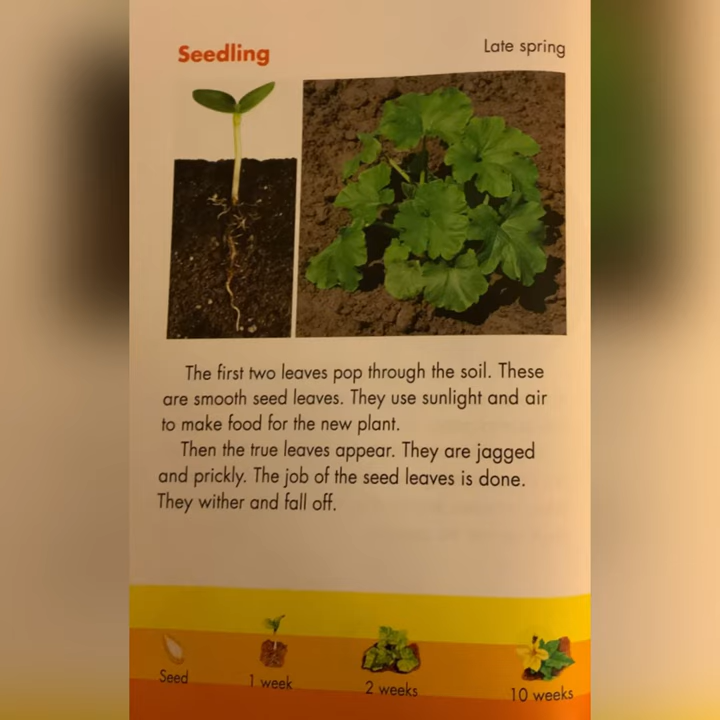 Seedling
Late spring
The first two leaves pop through the soil. These
are smooth seed leaves. They use sunlight and air
to make food for the new plant.
Then the true leaves appear. They are jagged
and prickly. The job of the seed leaves is done.
They wither and fall off.
Seed
1 week
2 weeks
10 weeks